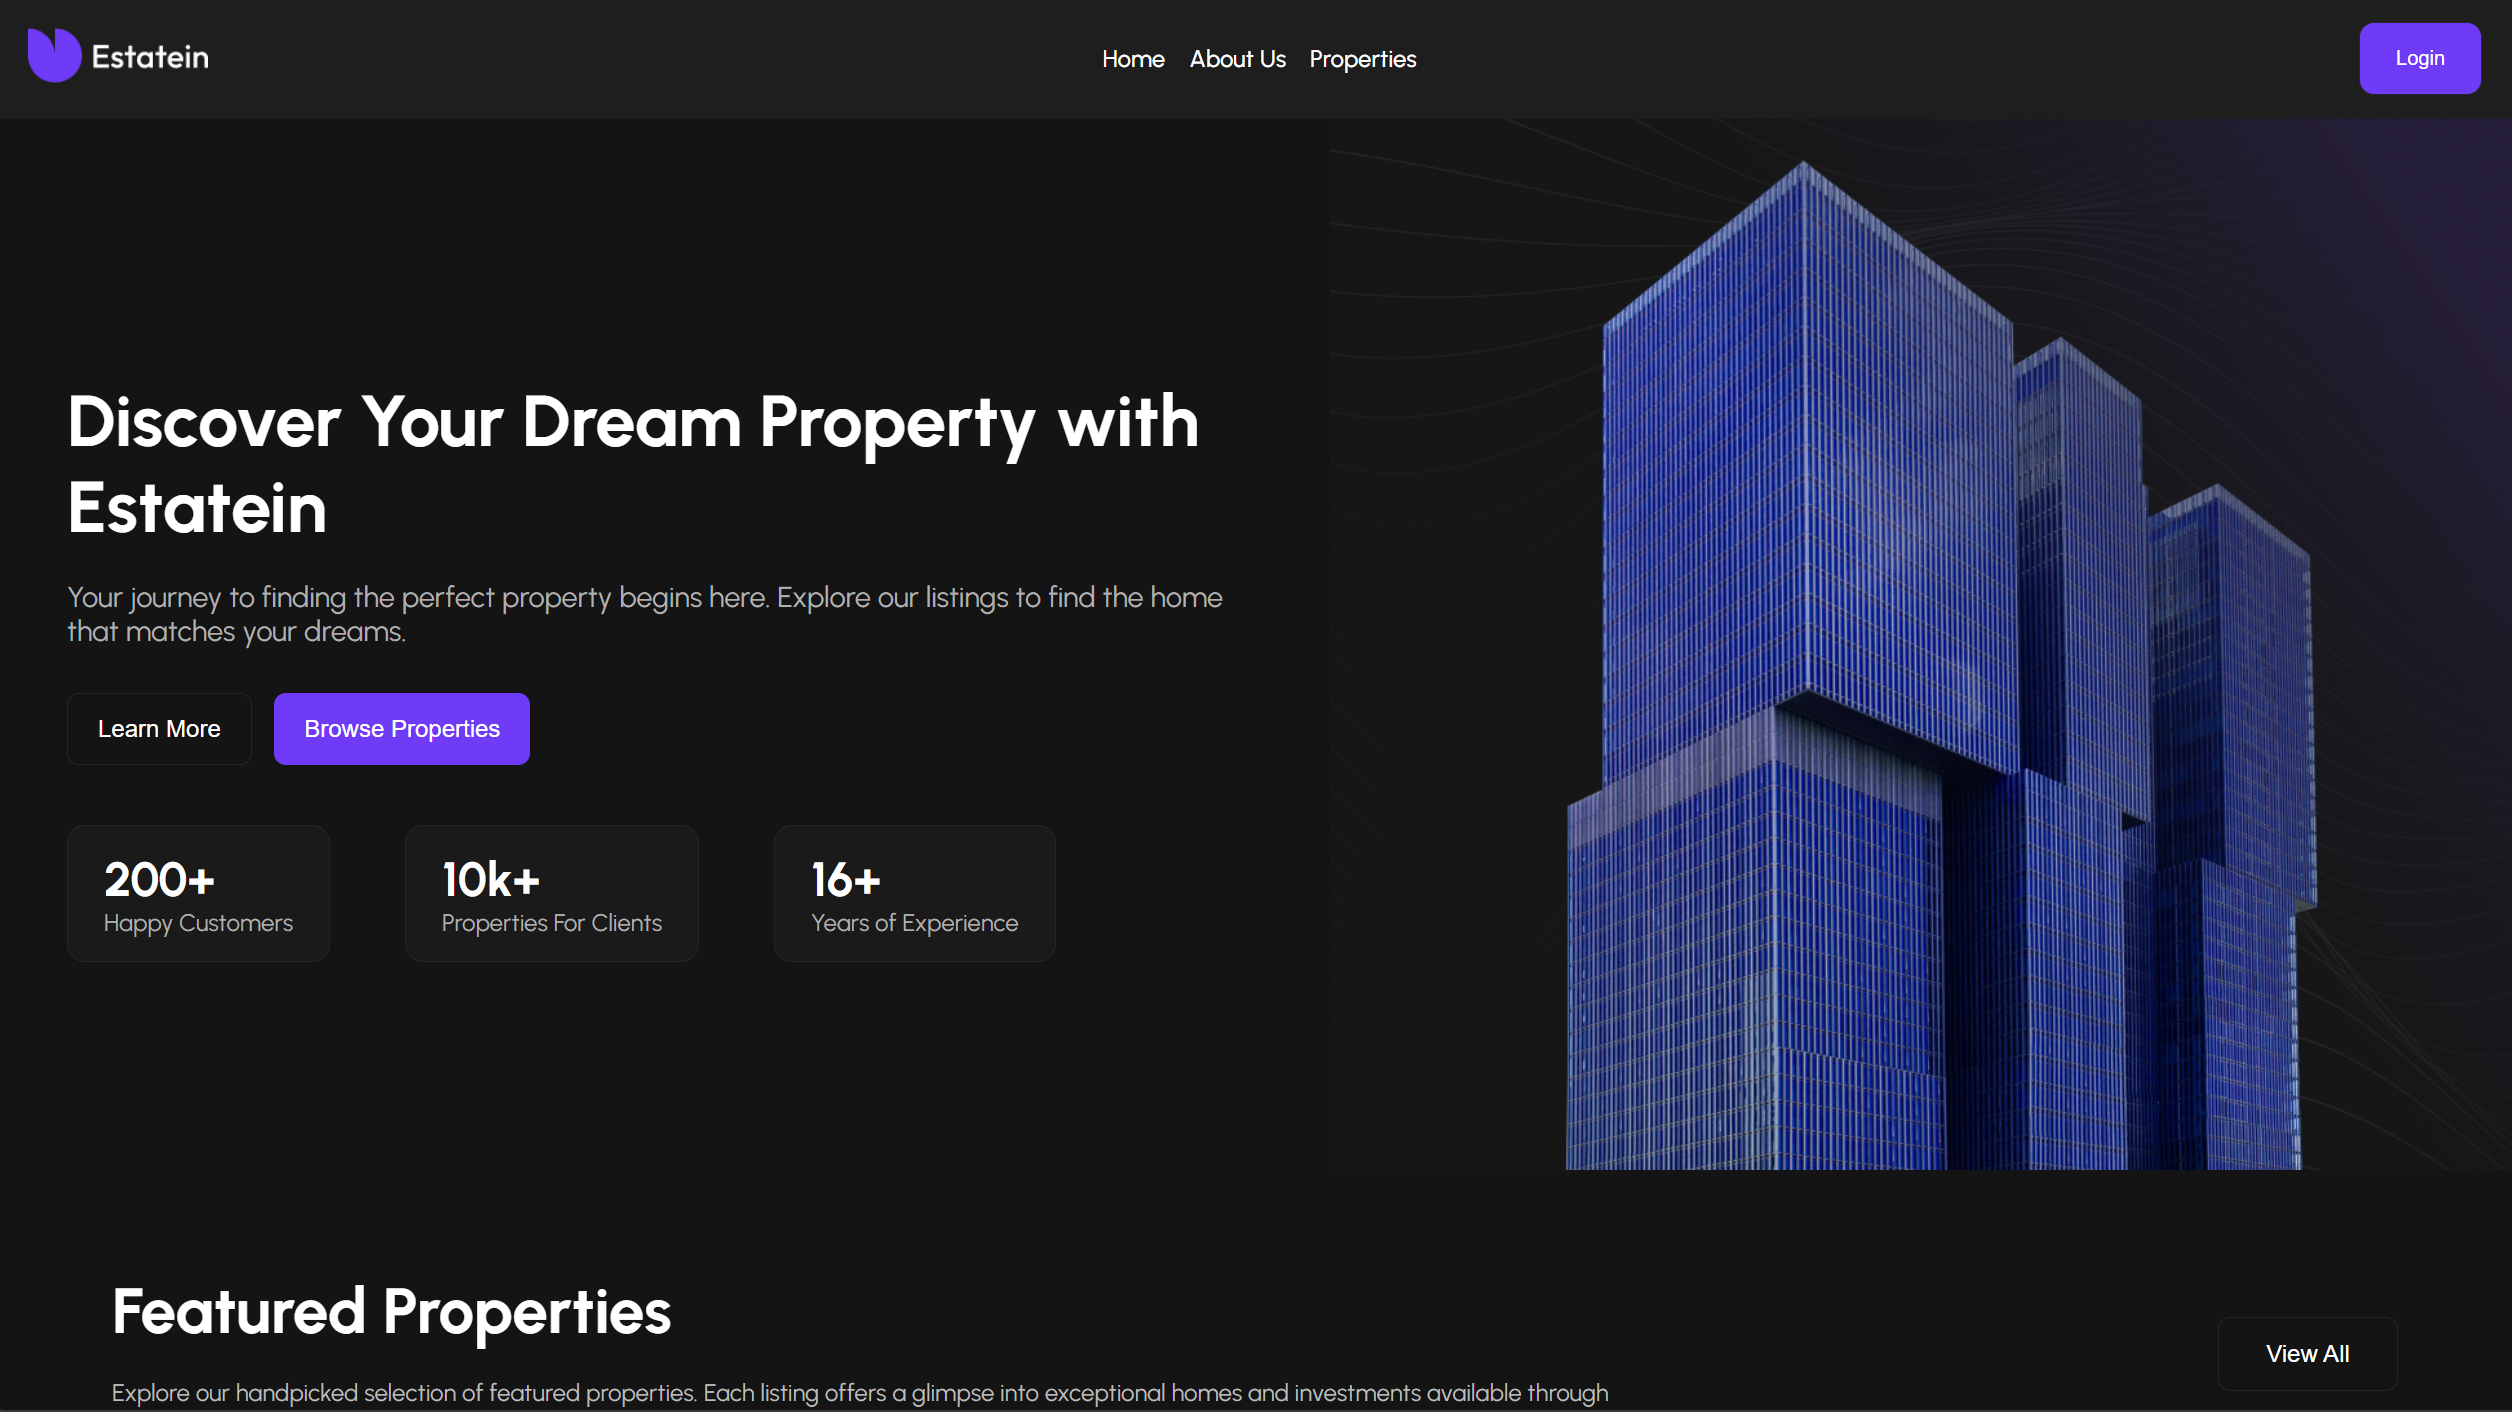 Estatein
Home About Us Properties
Login
Discover Your Dream Property with
Estatein
Your journey to finding the perfect property begins here. Explore our listings to find the home
that matches your dreams.
Learn More Browse Properties
200+
Happy Customers
10k+
Properties For Clients
16+
Years of Experience
Featured Properties
Explore our handpicked selection of featured properties. Each listing offers a glimpse into exceptional homes and investments available through
View All